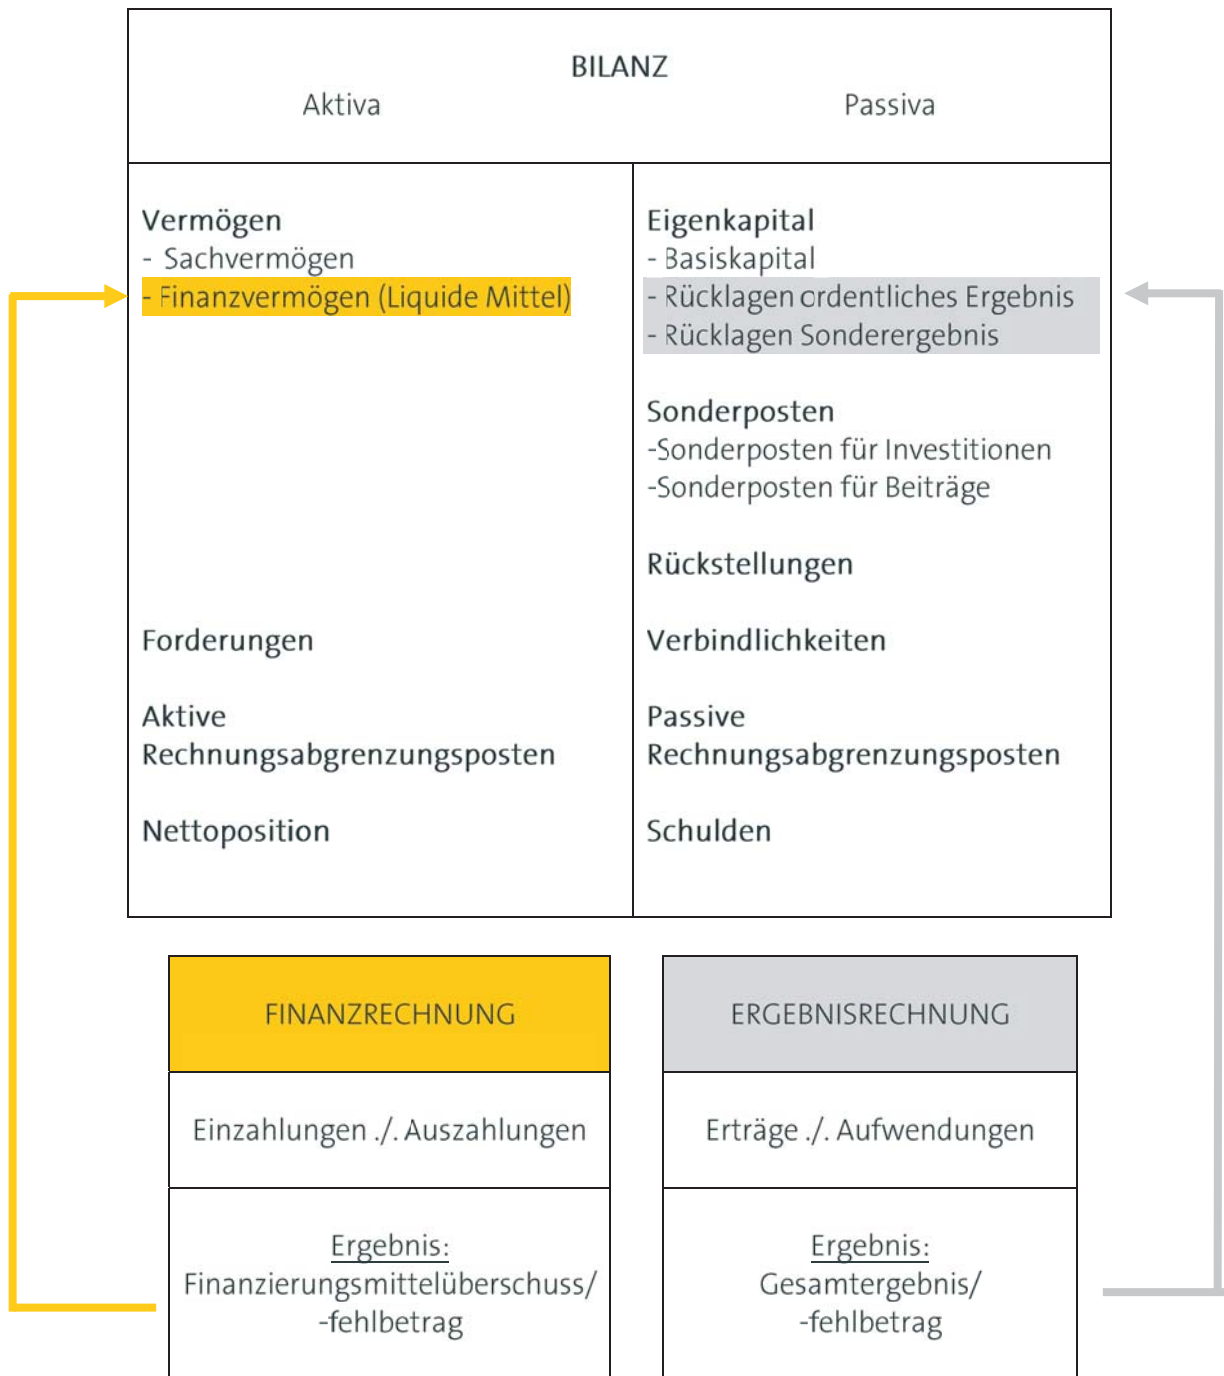 BILANZ
Aktiva
Passiva
Vermögen
- Sachvermögen
- Finanzvermögen (Liquide Mittel)
Forderungen
Aktive
Rechnungsabgrenzungsposten
Nettoposition
Eigenkapital
- Basiskapital
- Rücklagen ordentliches Ergebnis
- Rücklagen Sonderergebnis
Sonderposten
-Sonderposten für Investitionen
-Sonderposten für Beiträge
Rückstellungen
Verbindlichkeiten
Passive
Rechnungsabgrenzungsposten
Schulden
FINANZRECHNUNG
Einzahlungen ./. Auszahlungen
Ergebnis:
Finanzierungsmittelüberschuss/
-fehlbetrag
ERGEBNISRECHNUNG
Erträge ./. Aufwendungen
Ergebnis:
Gesamtergebnis/
-fehlbetrag